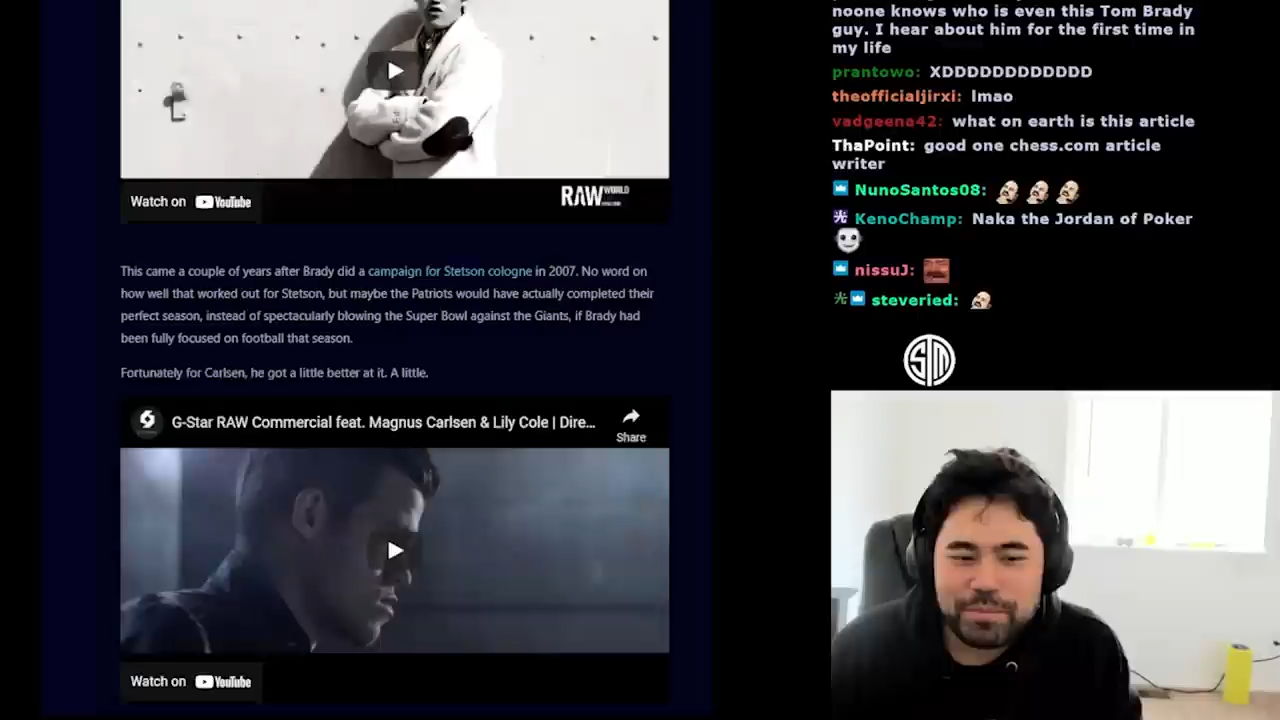 RAW WORLD
Watch on YouTube
This came a couple of years after Brady did a campaign for Stetson cologne in 2007. No word on
how well that worked out for Stetson, but maybe the Patriots would have actually completed their
perfect season, instead of spectacularly blowing the Super Bowl against the Giants, if Brady had
been fully focused on football that season.
Fortunately for Carlsen, he got a little better at it. A little.
G-Star RAW Commercial feat. Magnus Carlsen & Lily Cole | Dire...
Share
Watch on YouTube
noone knows who is even this Tom Brady
guy. I hear about him for the first time in
my life
prantowo: XDDDDDDDDDDDD
theofficialjirxi: lmao
vadgeena42: what on earth is this article
ThaPoint: good one chess.com article
writer
NunoSantos08:
KenoChamp: Naka the Jordan of Poker
nissuJ:
steveried:
TSM